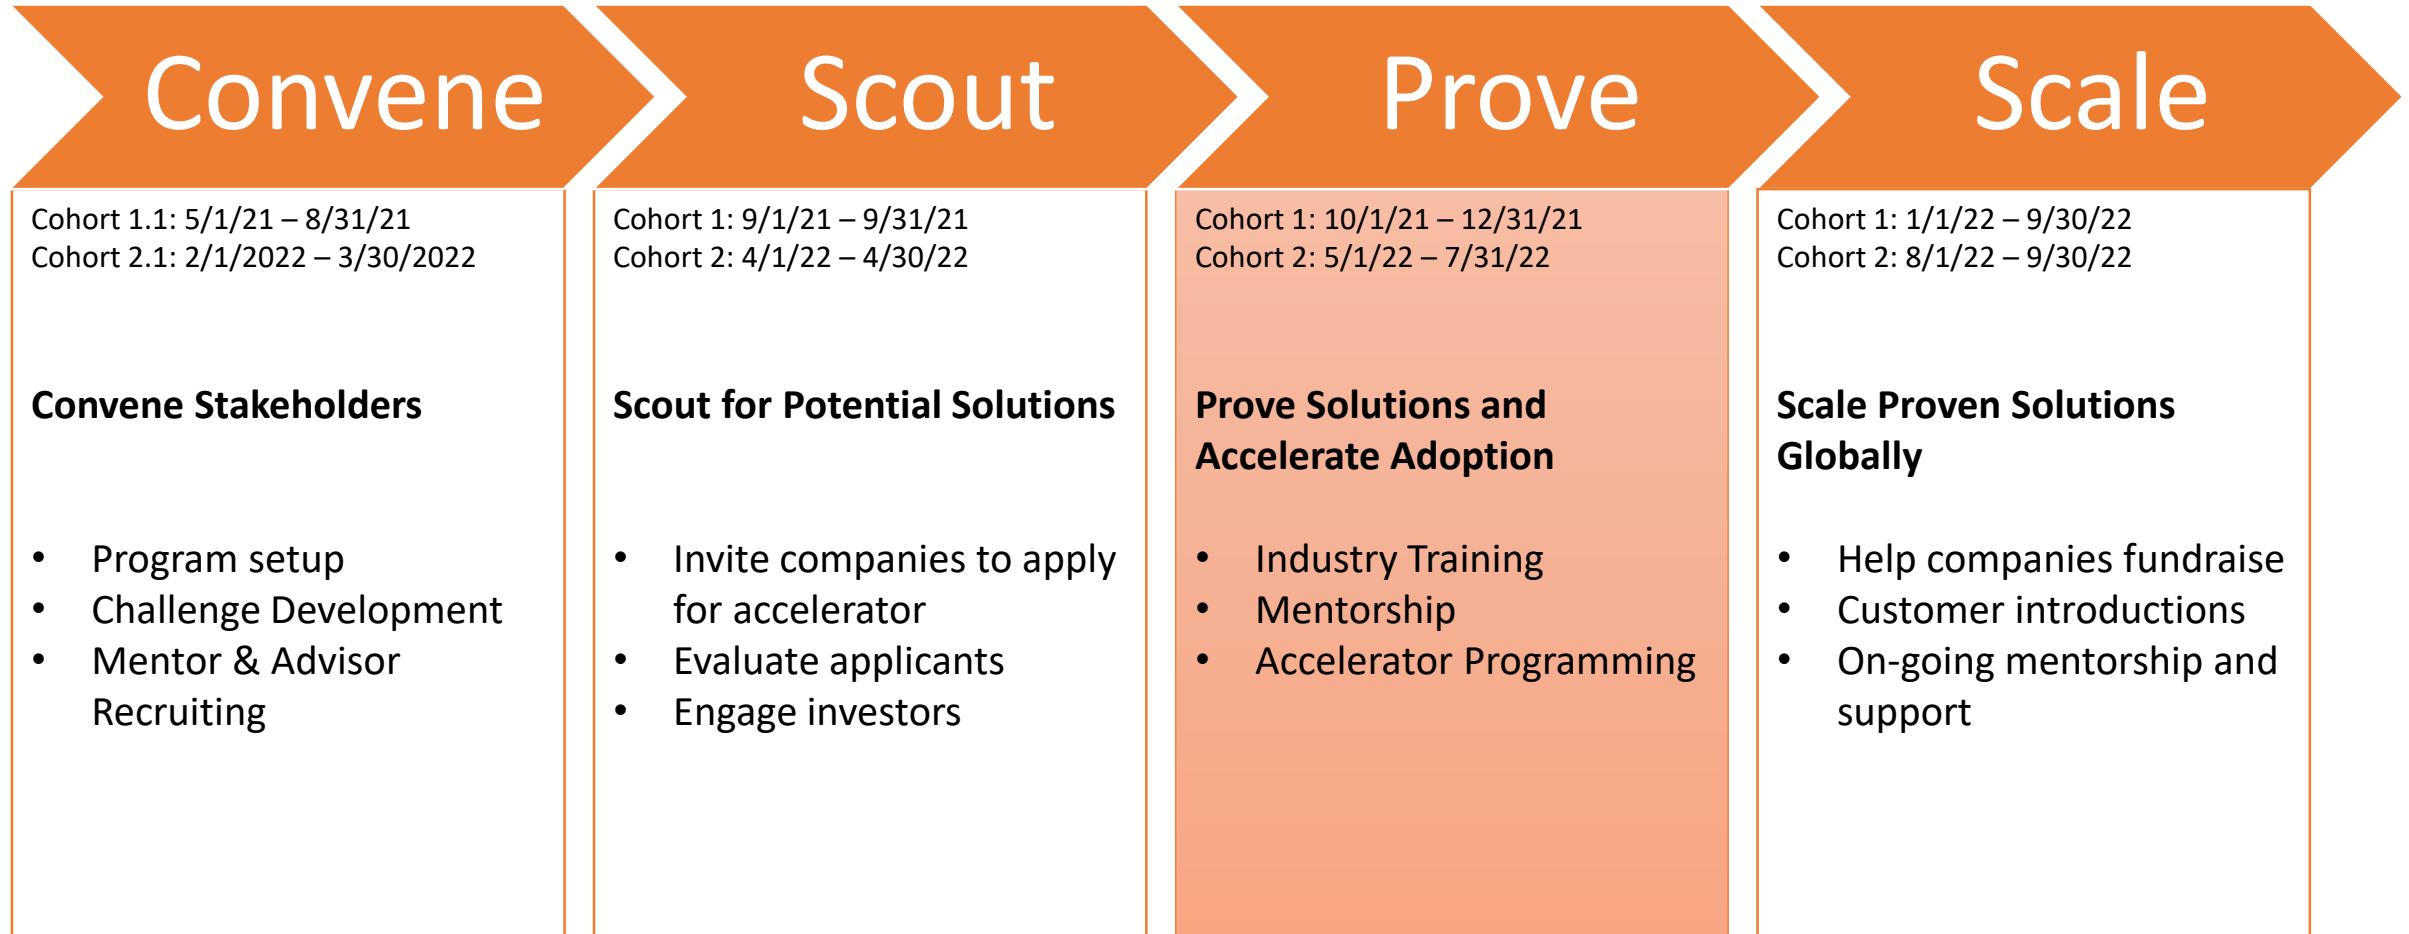 Convene
Scout
Prove
Scale
Cohort 1.1: 5/1/21 – 8/31/21
Cohort 2.1: 2/1/2022 – 3/30/2022
Convene Stakeholders
• Program setup
• Challenge Development
• Mentor & Advisor
Recruiting
Cohort 1: 9/1/21 – 9/31/21
Cohort 2: 4/1/22 – 4/30/22
Scout for Potential Solutions
• Invite companies to apply
for accelerator
• Evaluate applicants
• Engage investors
Cohort 1: 10/1/21 – 12/31/21
Cohort 2: 5/1/22 – 7/31/22
Prove Solutions and
Accelerate Adoption
• Industry Training
• Mentorship
• Accelerator Programming
Cohort 1: 1/1/22 – 9/30/22
Cohort 2: 8/1/22 – 9/30/22
Scale Proven Solutions
Globally
• Help companies fundraise
• Customer introductions
• On-going mentorship and
support